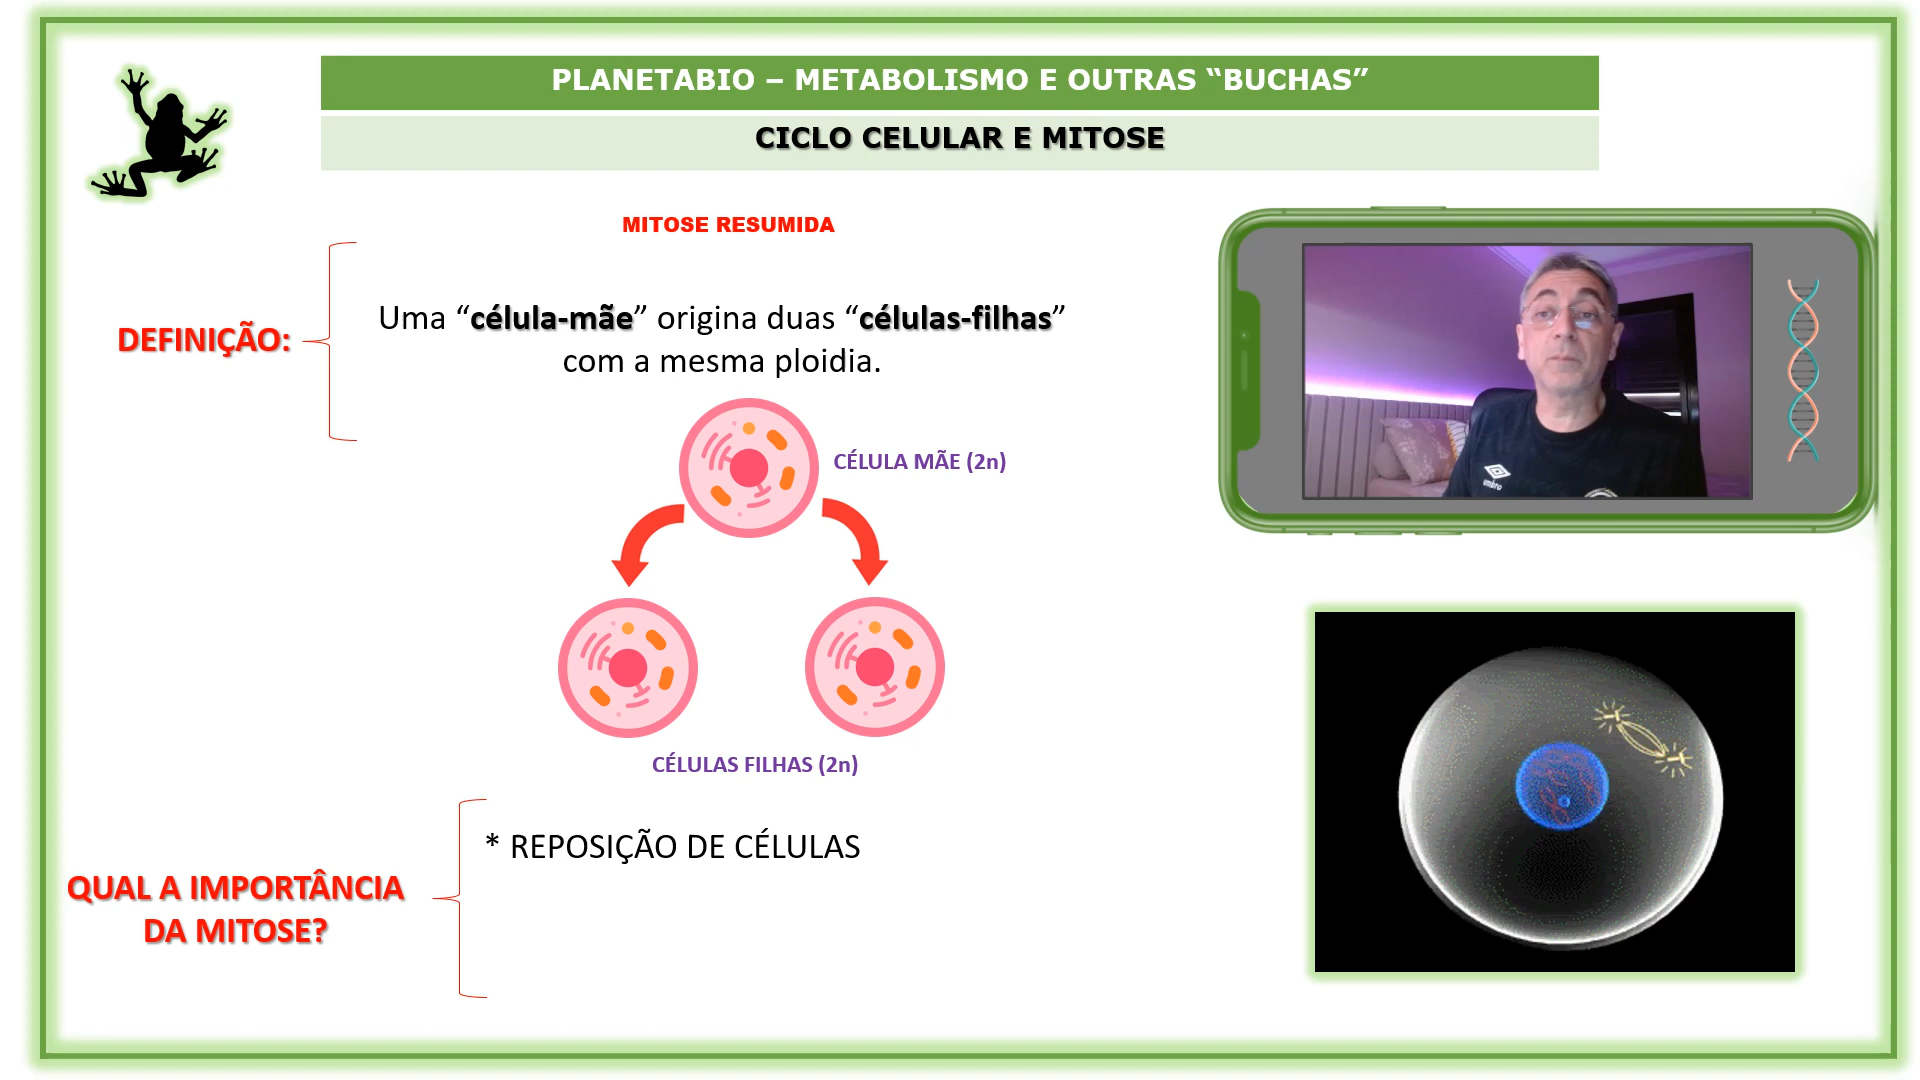 PLANETABIO – METABOLISMO E OUTRAS “BUCHAS”
CICLO CELULAR E MITOSE
MITOSE RESUMIDA
DEFINIÇÃO:
Uma “célula-mãe” origina duas “células-filhas”
com a mesma ploidia.
CÉLULA MÃE (2n)
CÉLULAS FILHAS (2n)
QUAL A IMPORTÂNCIA
DA MITOSE?
* REPOSIÇÃO DE CÉLULAS
umbro